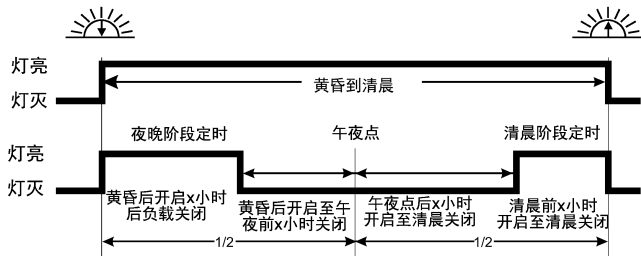 灯亮
黄昏到清晨
灯灭
夜晚阶段定时
午夜点
清晨阶段定时
灯亮
灯灭
黄昏后开启x小时
后负载关闭
黄昏后开启至午
夜前x小时关闭
午夜点后x小时
开启至清晨关闭
清晨前x小时
开启至清晨关闭
1/2
1/2